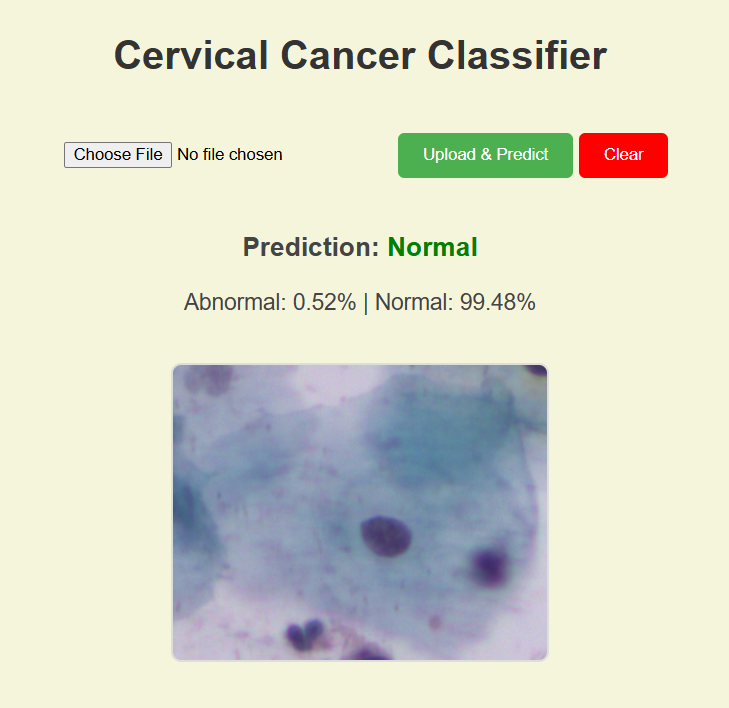 Cervical Cancer Classifier
Choose File No file chosen Upload & Predict Clear
Prediction: Normal
Abnormal: 0.52% | Normal: 99.48%